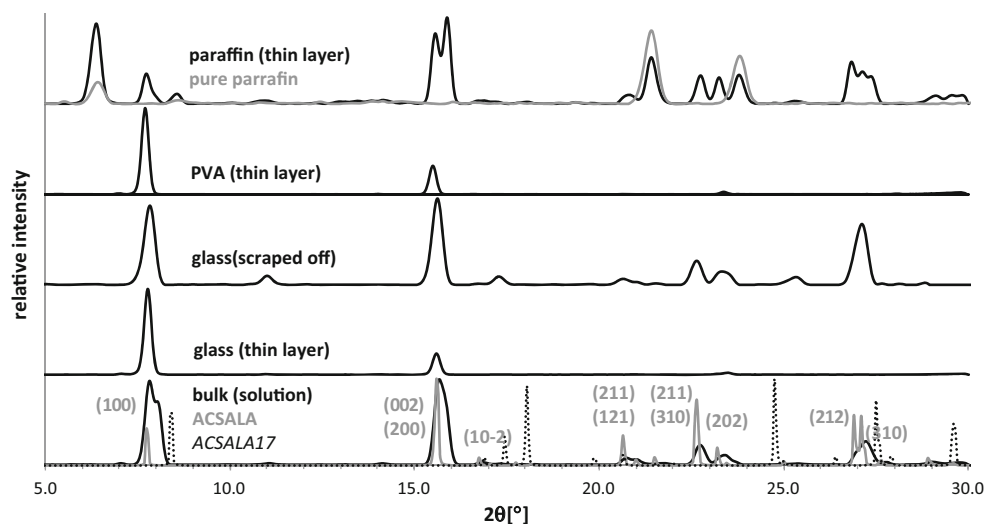 paraffin (thin layer)
pure parrafin
PVA (thin layer)
glass(scraped off)
glass (thin layer)
bulk (solution)
ACSALA
ACSALA17
(100)
(002)
(200)
(10-2)
(211)
(121)
(211)
(310)
(202)
(212)
(310)
relative intensity
5.0 10.0 15.0 20.0 25.0 30.0
2θ[°]